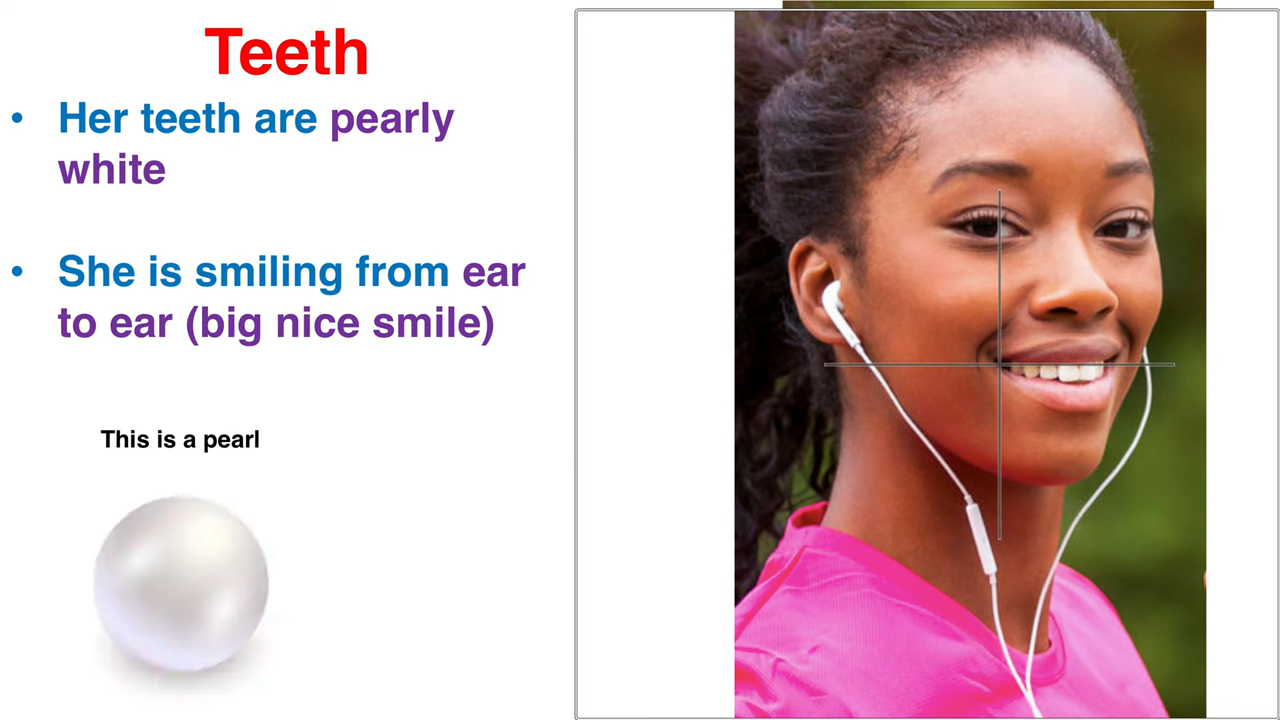 Teeth
• Her teeth are pearly
white
• She is smiling from ear
to ear (big nice smile)
This is a pearl